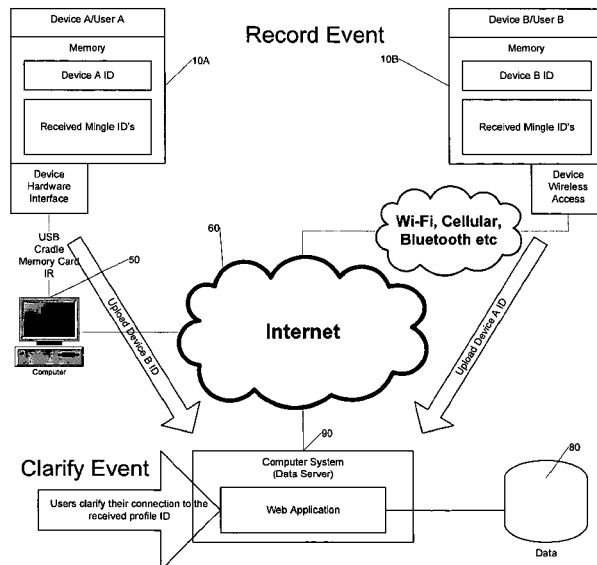 Device A/User A
Memory
Device A ID
Received Mingle ID's
Device
Hardware
Interface
10A
Record Event
Device B/User B
Memory
Device B ID
Received Mingle ID's
Device
Wireless
Access
10B
USB
Cradle
Memory Card
IR
50
Computer
Upload Device B ID
60
Internet
Wi-Fi, Cellular,
Bluetooth etc
Upload Device A ID
90
Clarify Event
Users clarify their connection to the
received profile ID
Computer System
(Data Server)
Web Application
80
Data